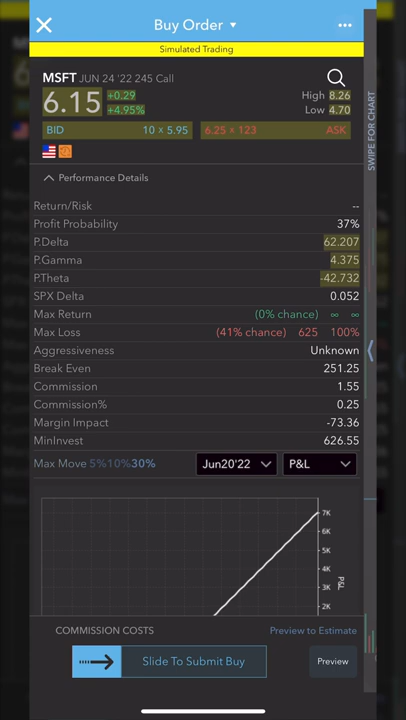 Buy Order
Simulated Trading
MSFT JUN 24 '22 245 Call
6.15 +0.29 High 8.26
+4.95% Low 4.70
BID 10 x 5.95 6.25 x 123 ASK
SWIPE FOR CHART
Performance Details
Return/Risk --
Profit Probability 37%
P.Delta 62.207
P.Gamma 4.375
P.Theta -42.732
SPX Delta 0.052
Max Return (0% chance) ∞ ∞
Max Loss (41% chance) 625 100%
Aggressiveness Unknown
Break Even 251.25
Commission 1.55
Commission% 0.25
Margin Impact -73.36
MinInvest 626.55
Max Move 5%10%30% Jun20'22 P&L
7K
6K
5K
4K
3K
2K
P&L
COMMISSION COSTS Preview to Estimate
Slide To Submit Buy Preview